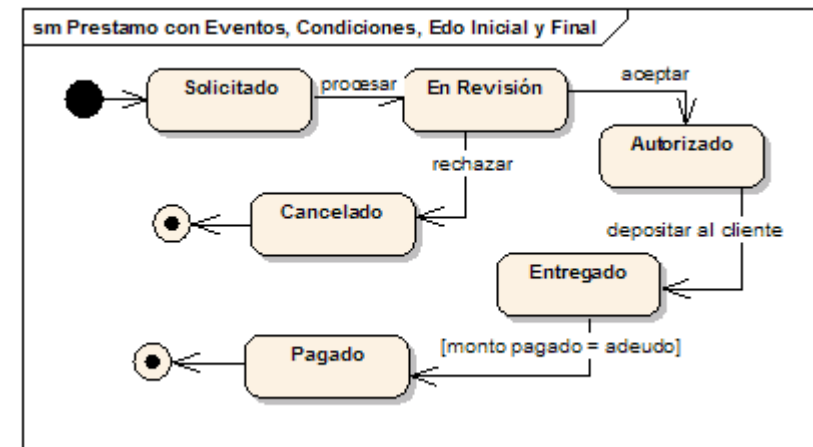 sm Prestamo con Eventos, Condiciones, Edo Inicial y Final
Solicitado
procesar
En Revisión
aceptar
Autorizado
rechazar
Cancelado
depositar al cliente
Entregado
[monto pagado = adeudo]
Pagado